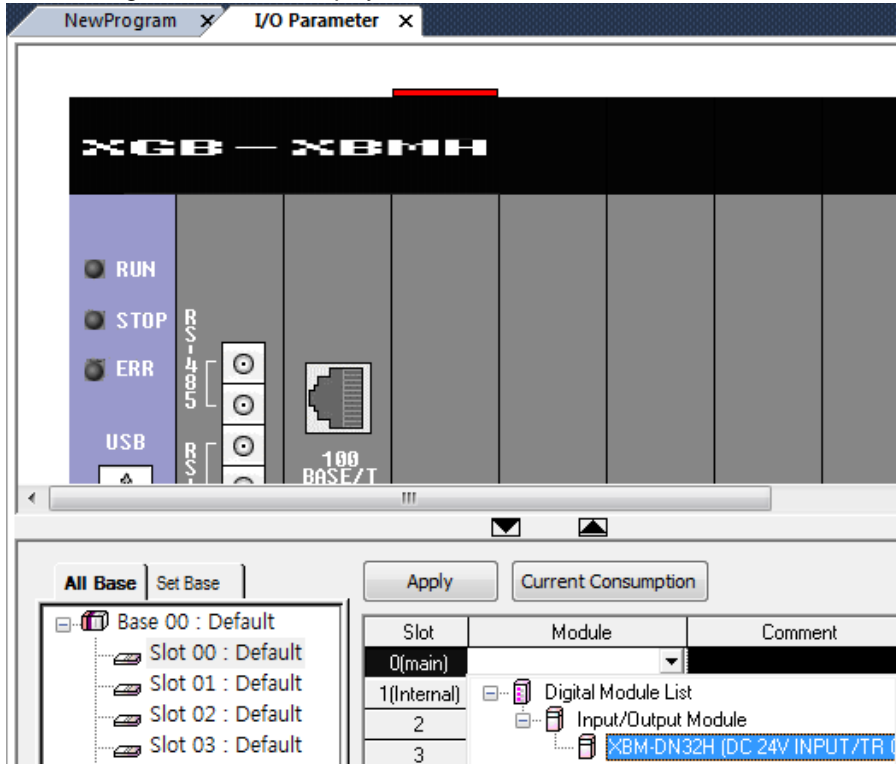 NewProgram X I/O Parameter X
XGB — XBMH
RUN
STOP
ERR
RS-485
USB
100
BASE/T
All Base Set Base
Apply Current Consumption
Base 00 : Default
Slot 00 : Default
Slot 01 : Default
Slot 02 : Default
Slot 03 : Default
Slot Module Comment
0(main)
1(Internal) Digital Module List
2 Input/Output Module
3 XBM-DN32H (DC 24V INPUT/TR